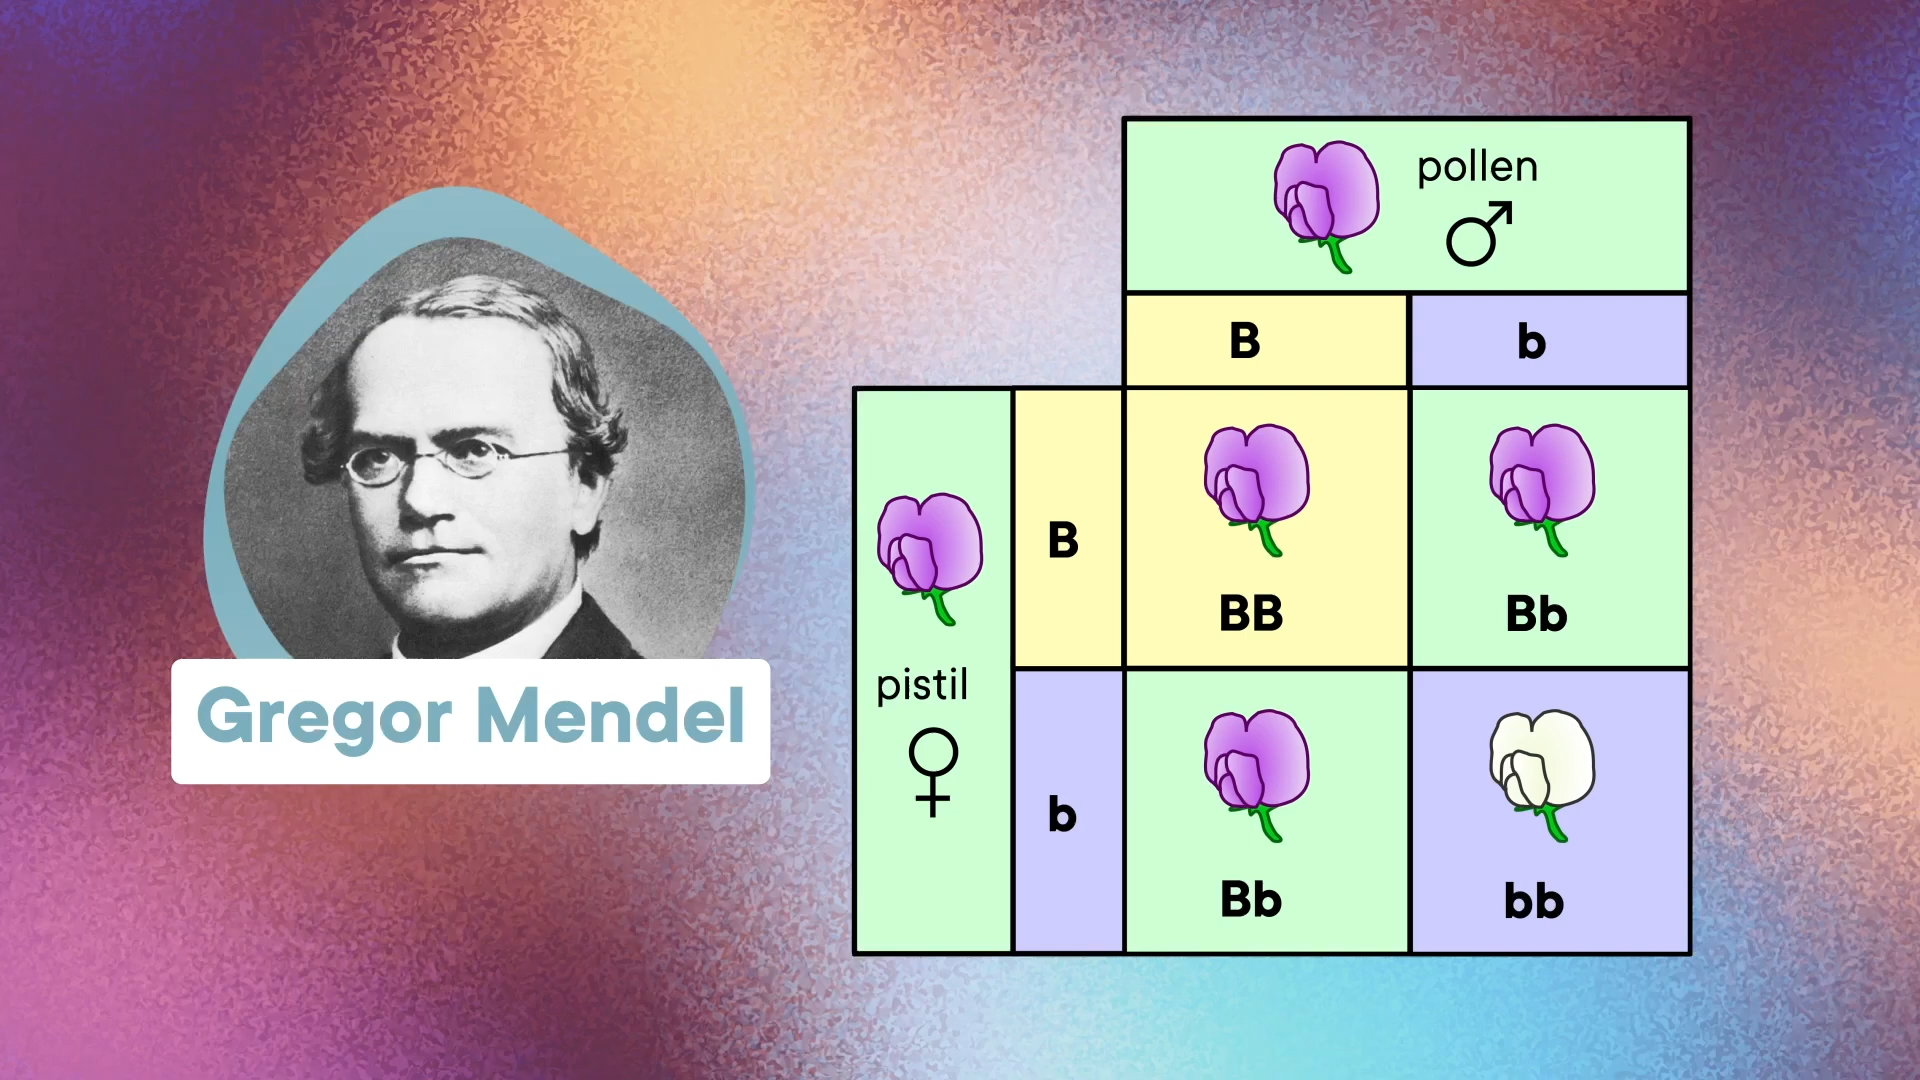 Gregor Mendel
pollen
♂
B b
pistil
♀
B
BB Bb
b
Bb bb